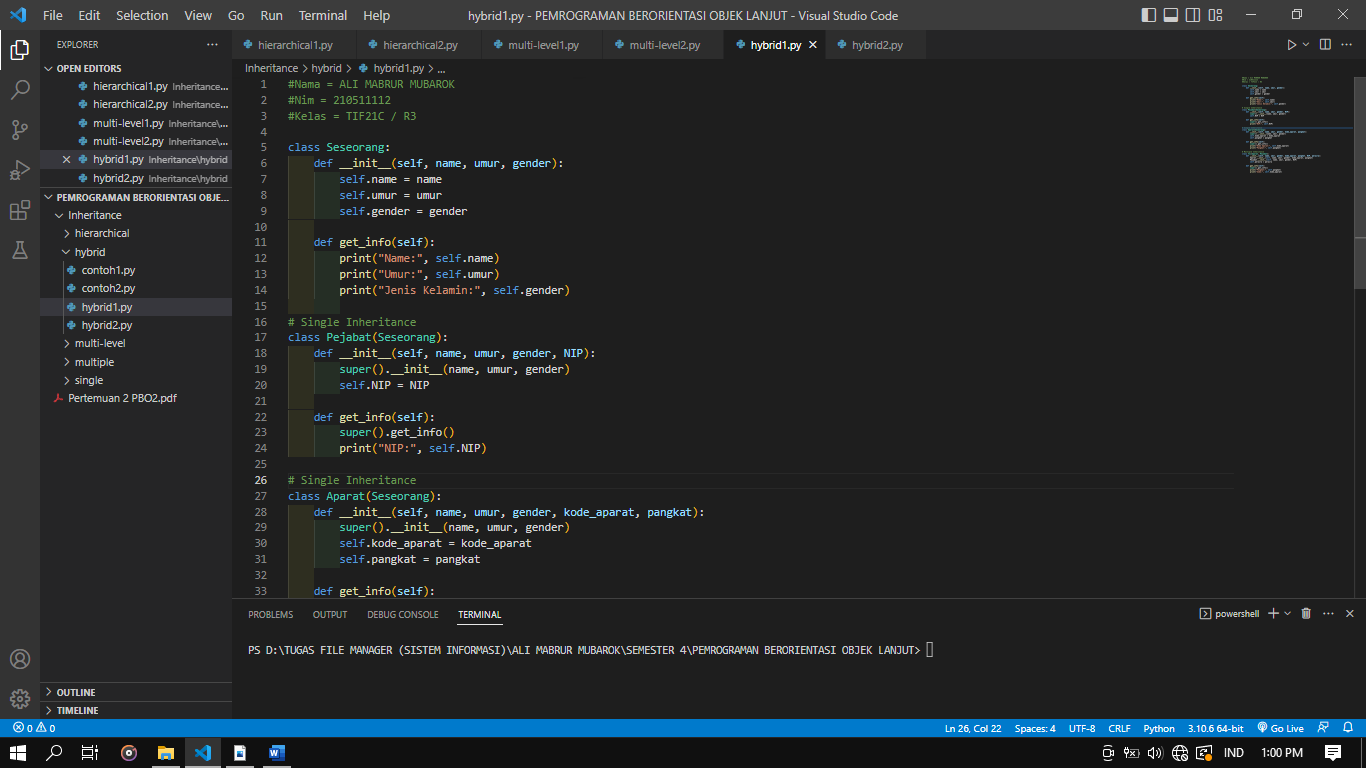 File Edit Selection View Go Run Terminal Help hybrid1.py - PEMROGRAMAN BERORIENTASI OBJEK LANJUT - Visual Studio Code
EXPLORER
OPEN EDITORS
hierarchical1.py Inheritance...
hierarchical2.py Inheritance...
multi-level1.py Inheritance\...
multi-level2.py Inheritance\...
hybrid1.py Inheritance\hybrid
hybrid2.py Inheritance\hybrid
PEMROGRAMAN BERORIENTASI OBJE...
Inheritance
hierarchical
hybrid
contoh1.py
contoh2.py
hybrid1.py
hybrid2.py
multi-level
multiple
single
Pertemuan 2 PBO2.pdf
OUTLINE
TIMELINE
hierarchical1.py hierarchical2.py multi-level1.py multi-level2.py hybrid1.py hybrid2.py
Inheritance > hybrid > hybrid1.py > ...
1 #Nama = ALI MABRUR MUBAROK
2 #Nim = 210511112
3 #Kelas = TIF21C / R3
4
5 class Seseorang:
6 def __init__(self, name, umur, gender):
7 self.name = name
8 self.umur = umur
9 self.gender = gender
10
11 def get_info(self):
12 print("Name:", self.name)
13 print("Umur:", self.umur)
14 print("Jenis Kelamin:", self.gender)
15
16 # Single Inheritance
17 class Pejabat(Seseorang):
18 def __init__(self, name, umur, gender, NIP):
19 super().__init__(name, umur, gender)
20 self.NIP = NIP
21
22 def get_info(self):
23 super().get_info()
24 print("NIP:", self.NIP)
25
26 # Single Inheritance
27 class Aparat(Seseorang):
28 def __init__(self, name, umur, gender, kode_aparat, pangkat):
29 super().__init__(name, umur, gender)
30 self.kode_aparat = kode_aparat
31 self.pangkat = pangkat
32
33 def get_info(self):
PROBLEMS OUTPUT DEBUG CONSOLE TERMINAL powershell
PS D:\TUGAS FILE MANAGER (SISTEM INFORMASI)\ALI MABRUR MUBAROK\SEMESTER 4\PEMROGRAMAN BERORIENTASI OBJEK LANJUT>
0 0 Ln 26, Col 22 Spaces: 4 UTF-8 CRLF Python 3.10.6 64-bit Go Live
IND 1:00 PM